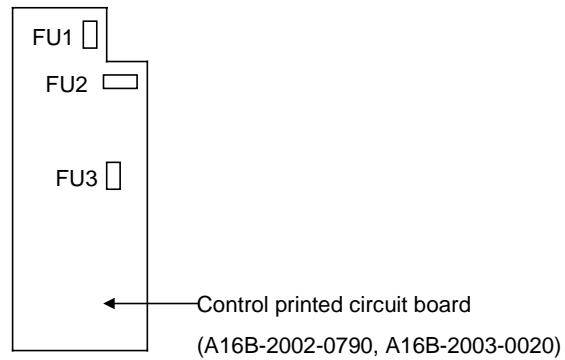 FU1
FU2
FU3
Control printed circuit board
(A16B-2002-0790, A16B-2003-0020)